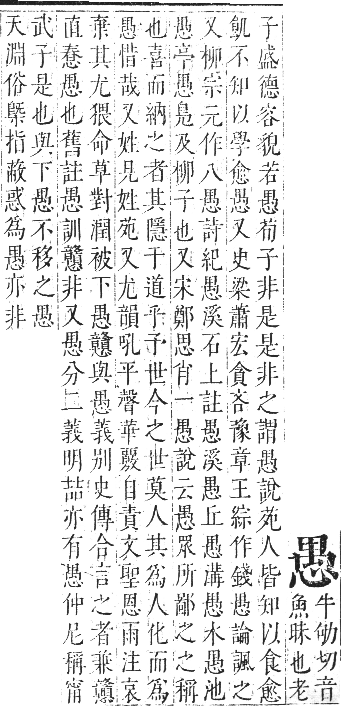 愚
牛劬切音
魚昧也老
子盛德容貌若愚荀子非是是非之謂愚說苑人皆知以食愈
飢不知以學愈愚又史梁蕭宏貪吝豫章王綜作錢愚論諷之
又柳宗元作八愚詩紀愚溪石上註愚溪愚丘愚溝愚水愚池
愚亭愚島及柳子也又宋鄭思肖一愚說云愚眾所鄙之之稱
也喜而納之者其隱于道乎予世今之世莫人其為人化而為
愚惜哉又姓見姓苑又尤韻吼平聲華覈自責文聖恩雨注哀
棄其尤猥命草對潤被下愚戇與愚義別史傳合言之者兼戇
直惷愚也舊註愚訓戇非又愚分二義明喆亦有愚仲尼稱甯
武子是也與下愚不移之愚
天淵俗槩指蔽惑為愚亦非